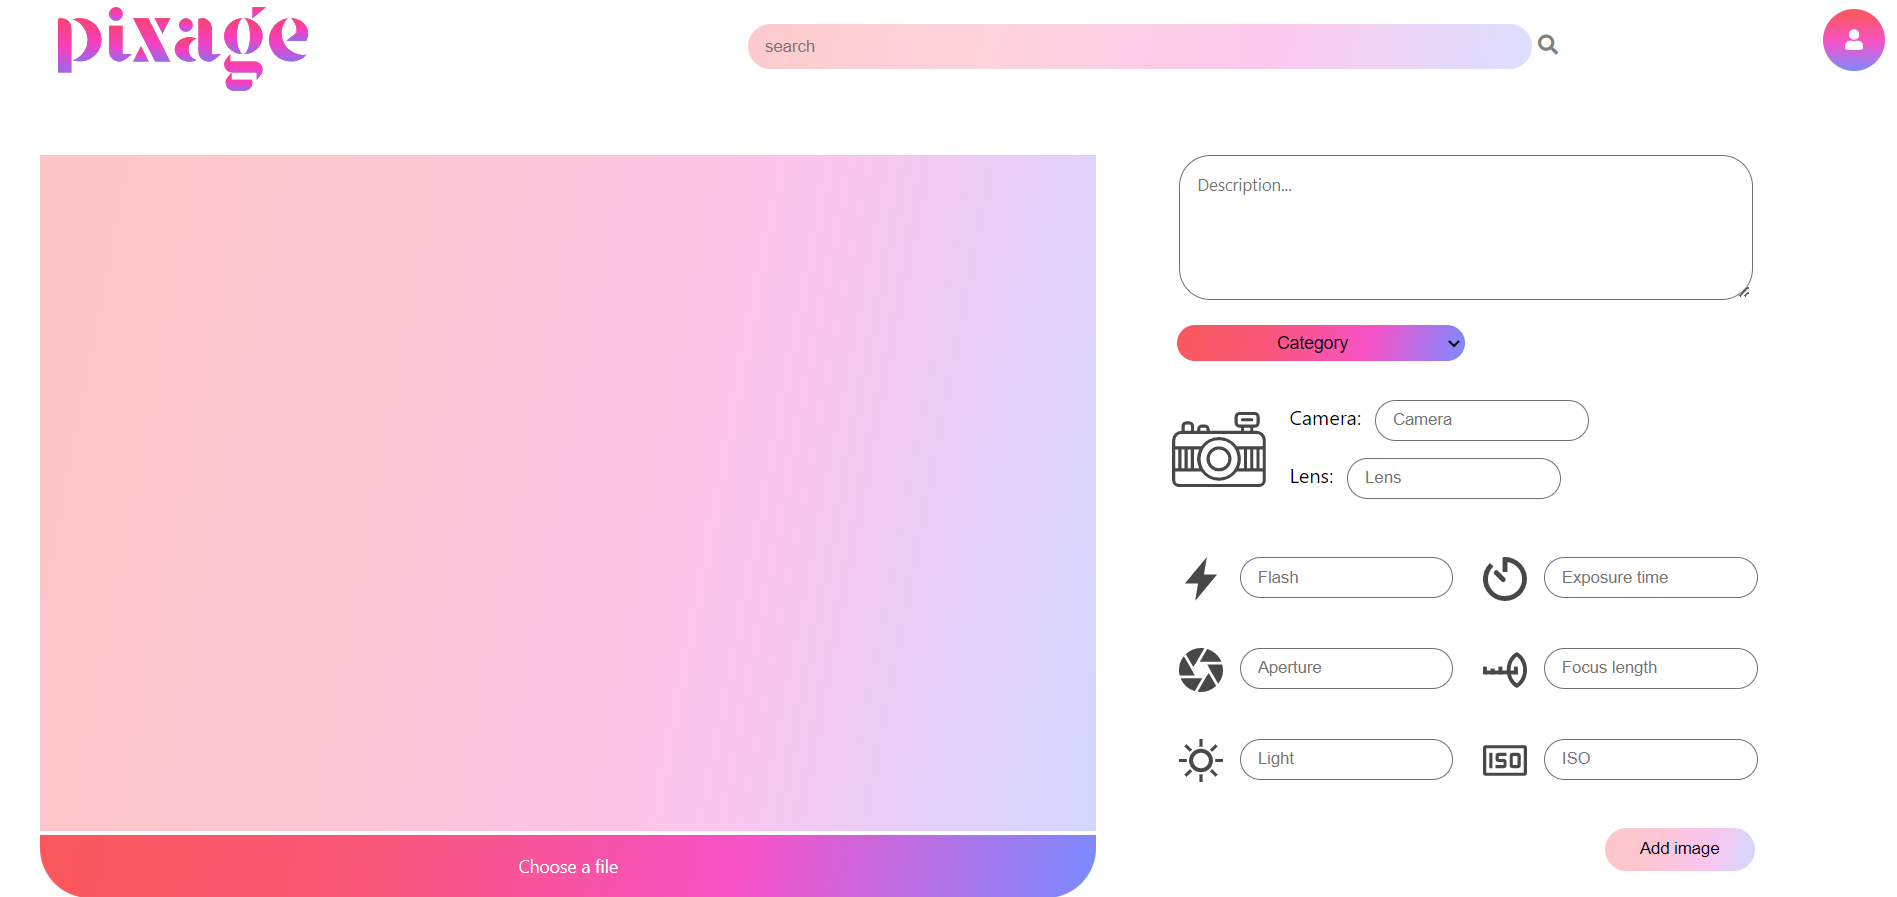 pixage
search
Description...
Category
Camera: Camera
Lens: Lens
Flash
Exposure time
Aperture
Focus length
Light
ISO ISO
Choose a file
Add image